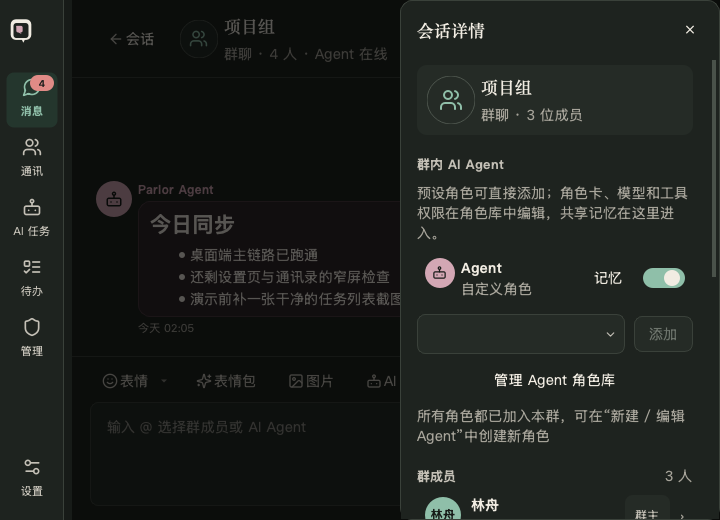 4
消息
通讯
AI 任务
待办
管理
设置
会话
项目组
群聊 · 4 人 · Agent 在线
Parlor Agent
今日同步
桌面端主链路已跑通
还剩设置页与通讯录的窄屏检查
演示前补一张干净的任务列表截图
今天 02:05
表情
表情包
图片
AI
输入 @ 选择群成员或 AI Agent
会话详情
项目组
群聊 · 3 位成员
群内 AI Agent
预设角色可直接添加；角色卡、模型和工具
权限在角色库中编辑，共享记忆在这里进
入。
Agent
自定义角色
记忆
添加
管理 Agent 角色库
所有角色都已加入本群，可在“新建 / 编辑
Agent”中创建新角色
群成员
3 人
林舟
林舟
群主